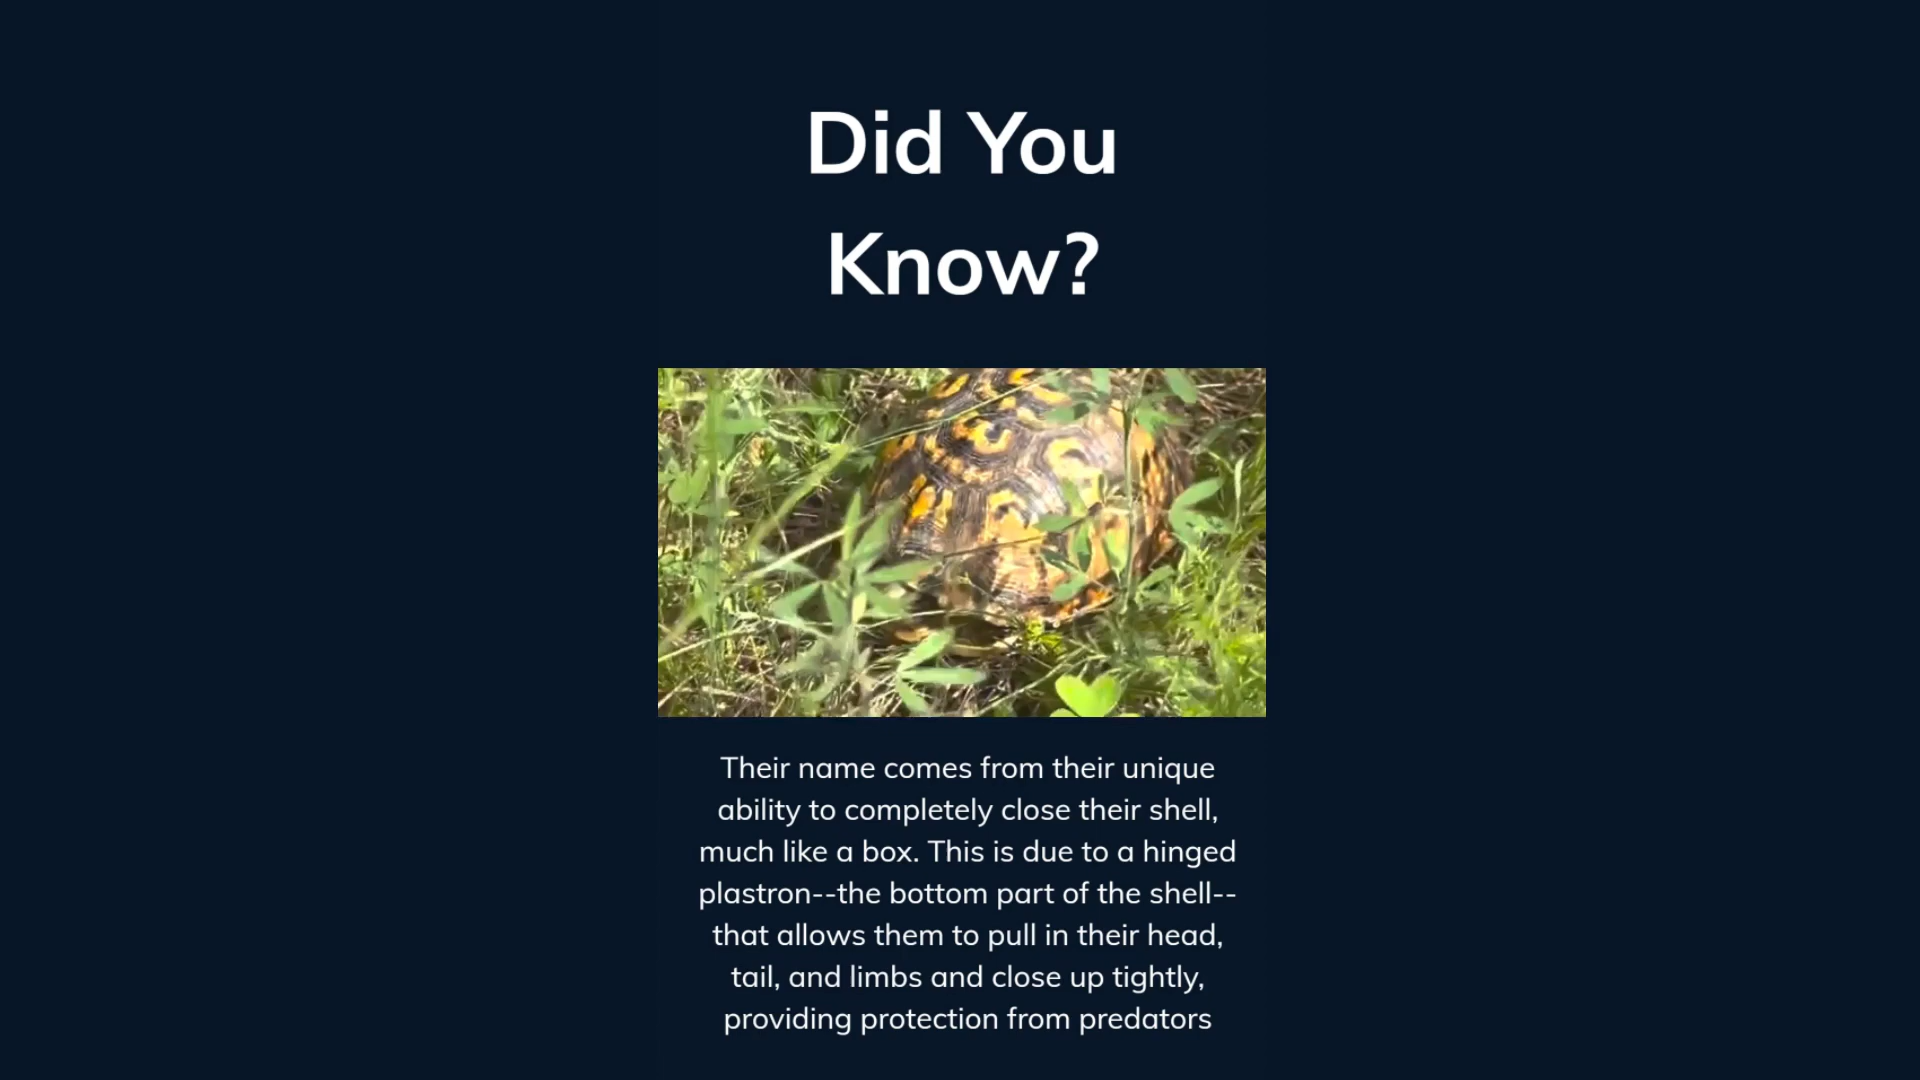 Did You
Know?
Their name comes from their unique
ability to completely close their shell,
much like a box. This is due to a hinged
plastron--the bottom part of the shell--
that allows them to pull in their head,
tail, and limbs and close up tightly,
providing protection from predators